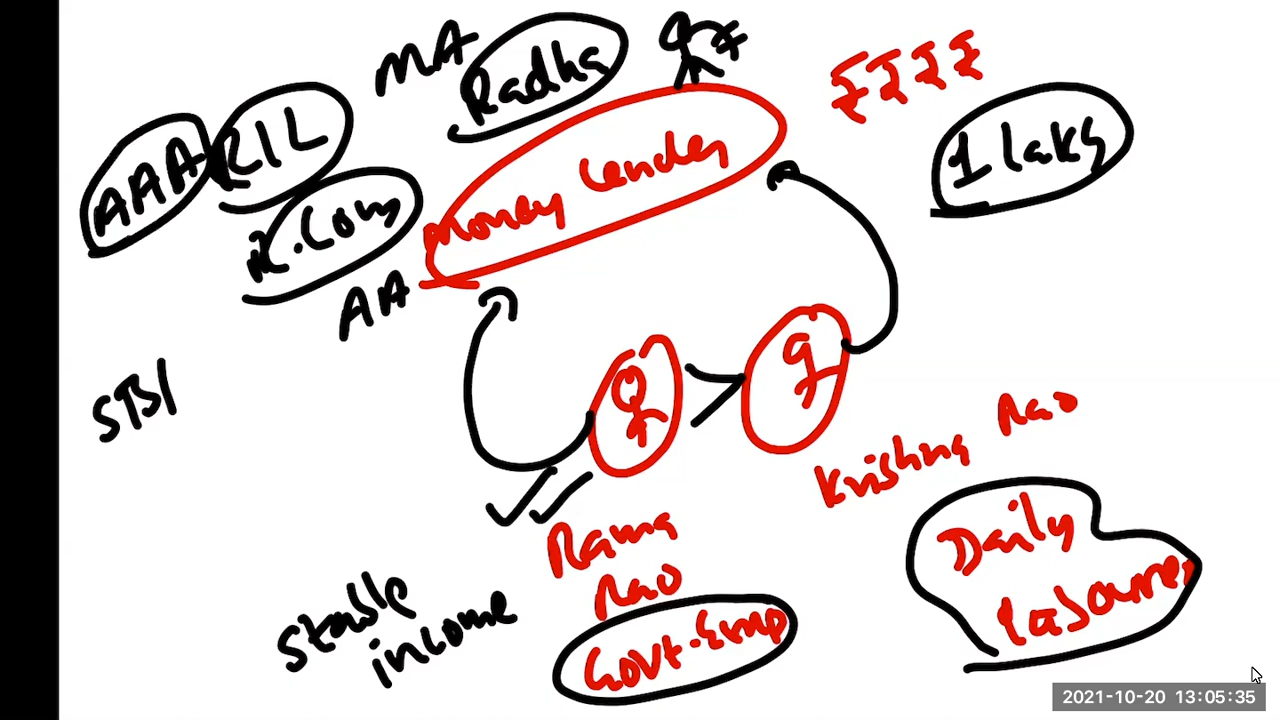 MA
Radha
₹
₹₹₹₹
AAA
RIL
R.Com
AA
money lender
1 lakh
SBI
>
Krishna Rao
Rama
Rao
Govt. Emp
Stable
income
Daily
labourer
2021-10-20 13:05:35